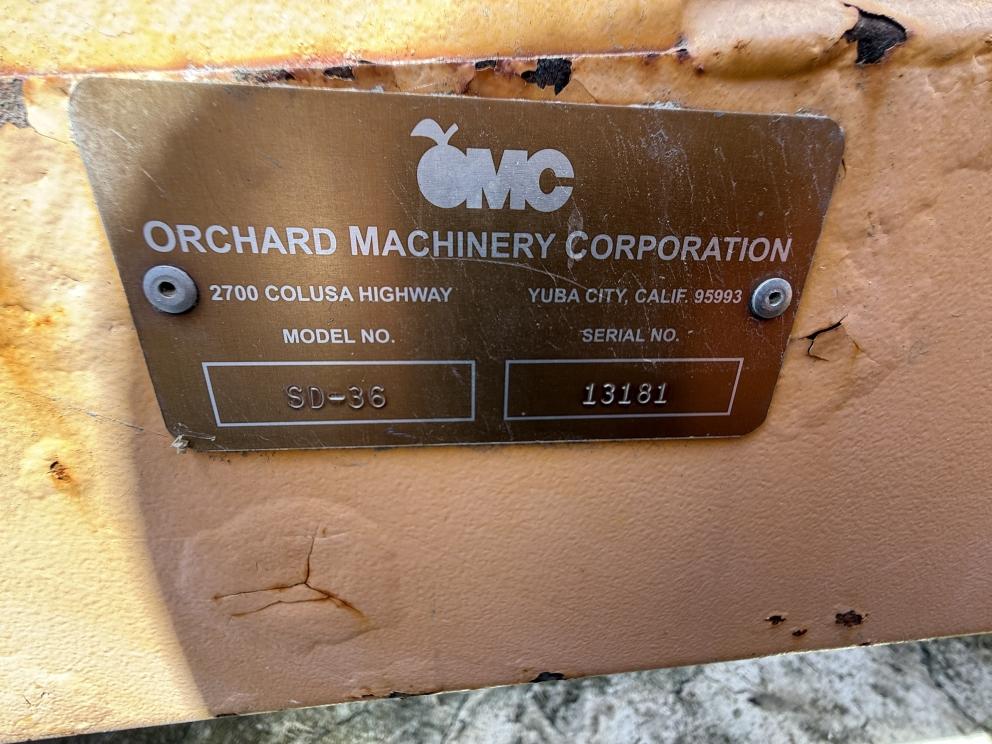 OMC
ORCHARD MACHINERY CORPORATION
2700 COLUSA HIGHWAY YUBA CITY, CALIF. 95993
MODEL NO. SERIAL NO.
SD-36 13181